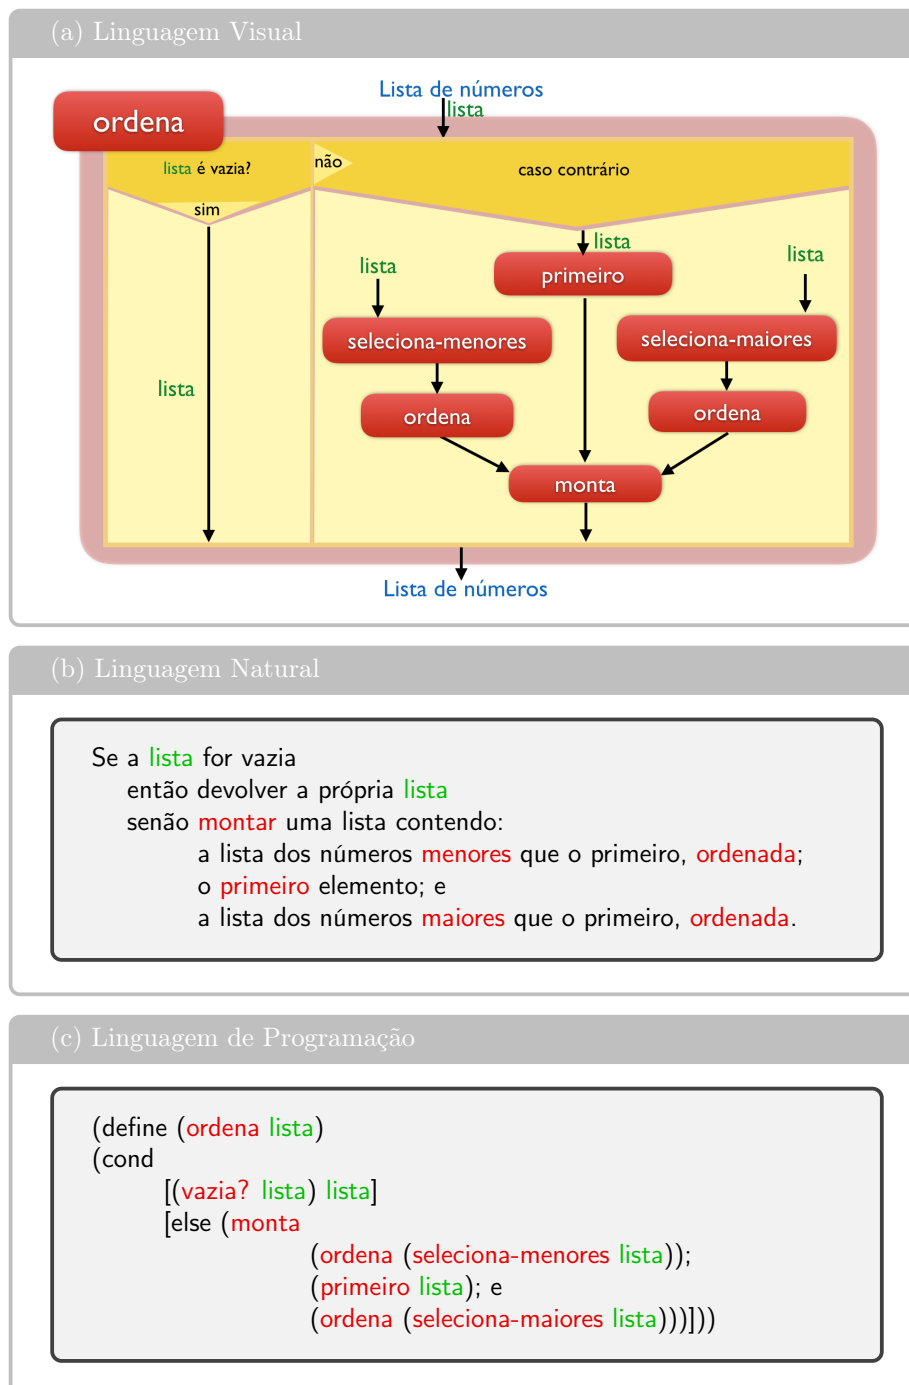 (a) Linguagem Visual
Lista de números
lista
ordena
lista é vazia?
não
caso contrário
sim
lista
primeiro
lista
lista
seleciona-menores
seleciona-maiores
lista
ordena
ordena
monta
Lista de números
(b) Linguagem Natural
Se a lista for vazia
então devolver a própria lista
senão montar uma lista contendo:
a lista dos números menores que o primeiro, ordenada;
o primeiro elemento; e
a lista dos números maiores que o primeiro, ordenada.
(c) Linguagem de Programação
(define (ordena lista)
(cond
[(vazia? lista) lista]
[else (monta
(ordena (seleciona-menores lista));
(primeiro lista); e
(ordena (seleciona-maiores lista)))]))